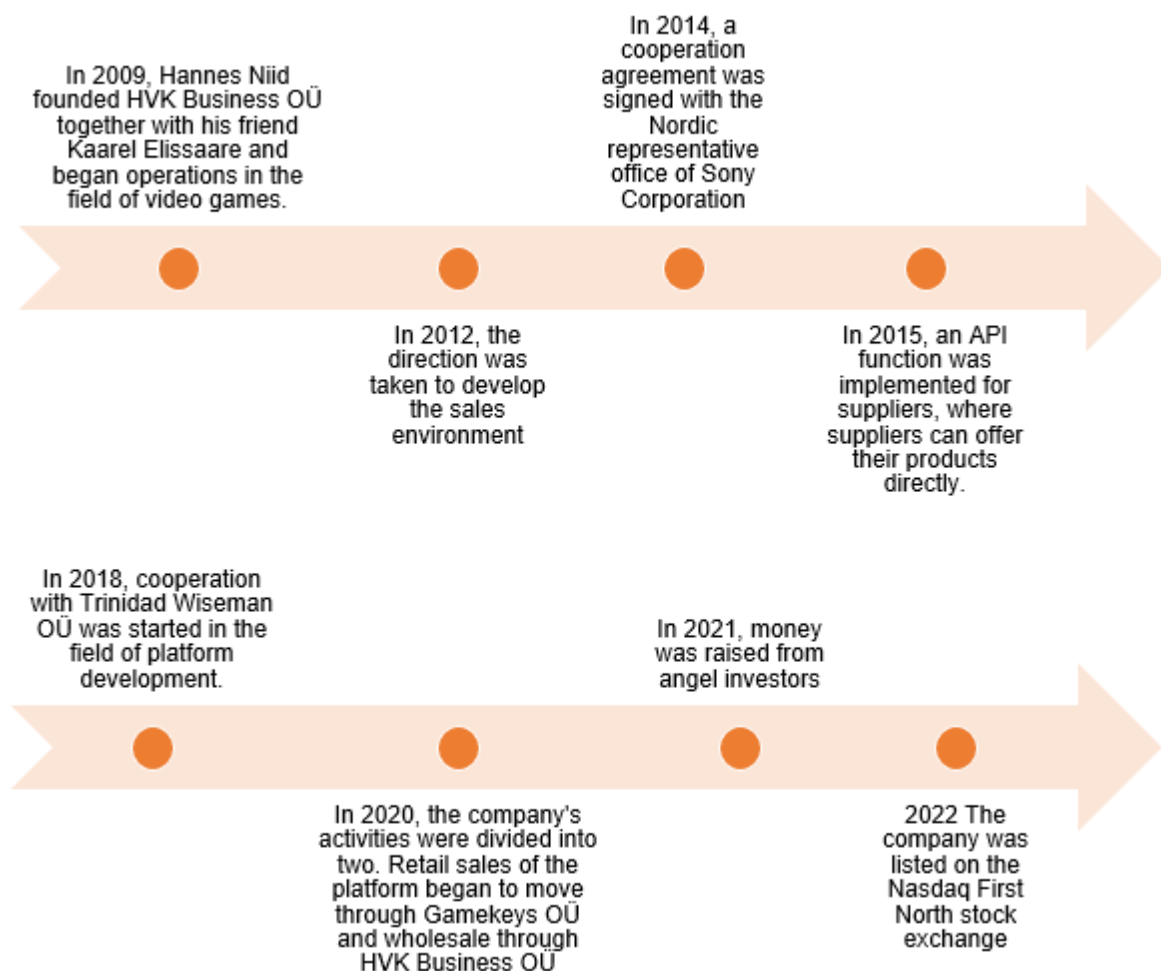 In 2009, Hannes Niid
founded HVK Business OÜ
together with his friend
Kaarel Elissaare and
began operations in the
field of video games.
In 2012, the
direction was
taken to develop
the sales
environment
In 2014, a
cooperation
agreement was
signed with the
Nordic
representative
office of Sony
Corporation
In 2015, an API
function was
implemented for
suppliers, where
suppliers can offer
their products
directly.
In 2018, cooperation
with Trinidad Wiseman
OÜ was started in the
field of platform
development.
In 2020, the company's
activities were divided into
two. Retail sales of the
platform began to move
through Gamekeys OÜ
and wholesale through
HVK Business OÜ
In 2021, money
was raised from
angel investors
2022 The
company was
listed on the
Nasdaq First
North stock
exchange